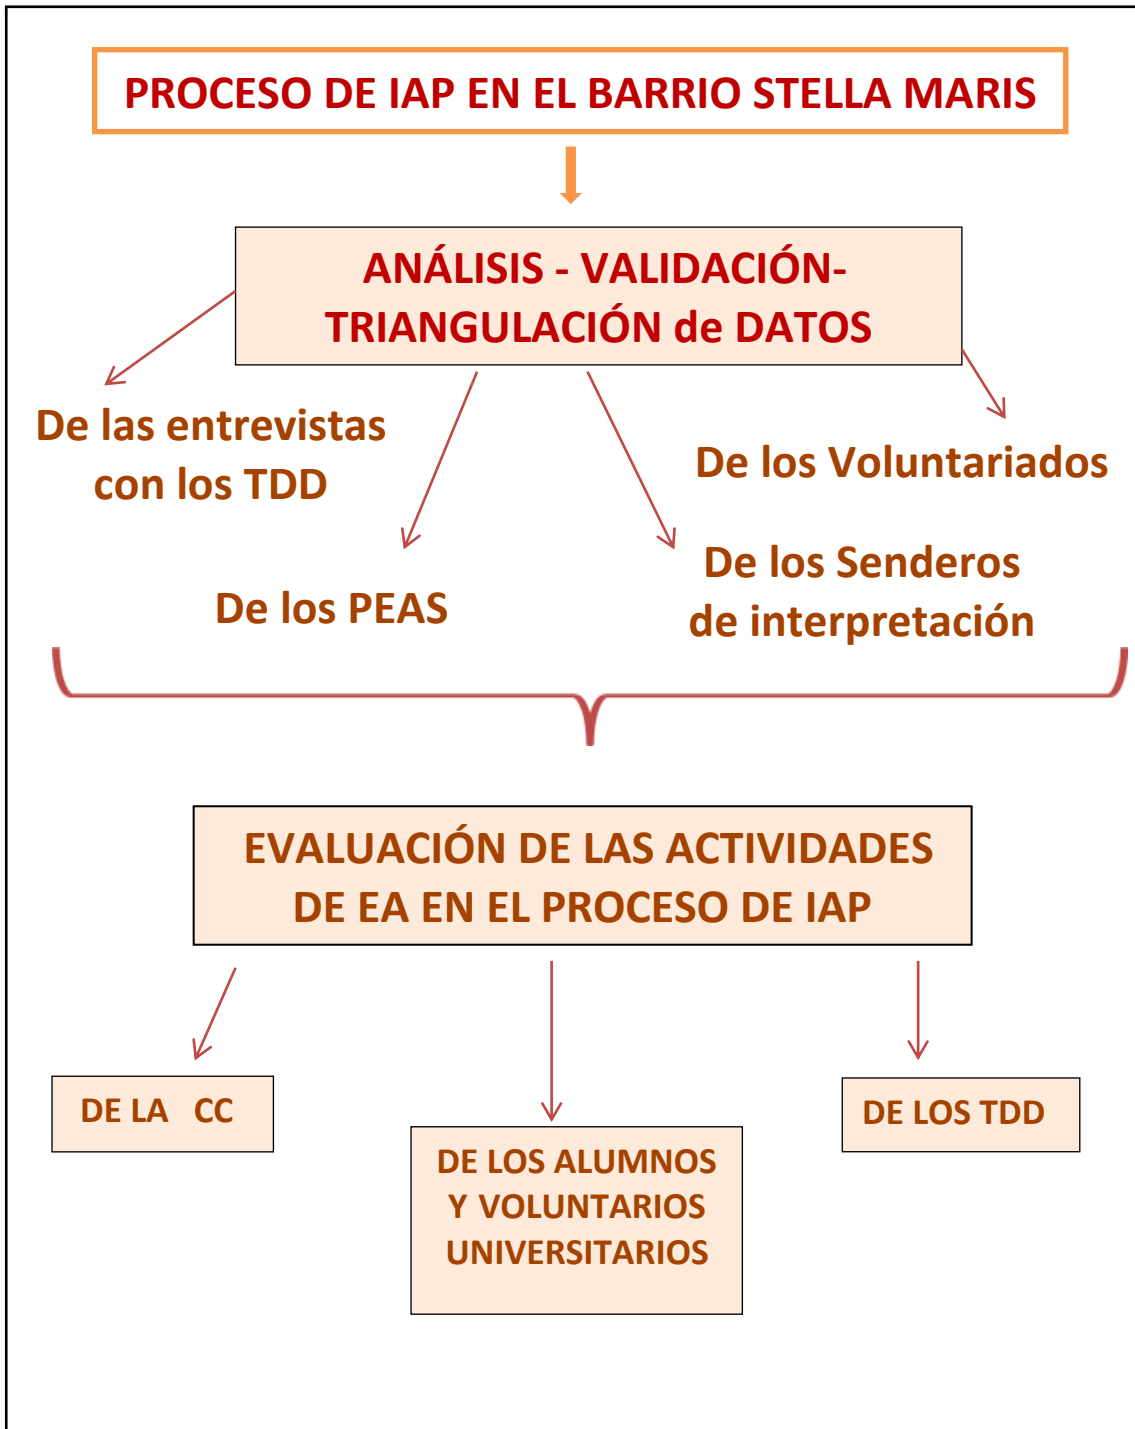 PROCESO DE IAP EN EL BARRIO STELLA MARIS
ANÁLISIS - VALIDACIÓN-
TRIANGULACIÓN de DATOS
De las entrevistas
con los TDD
De los Voluntariados
De los PEAS
De los Senderos
de interpretación
EVALUACIÓN DE LAS ACTIVIDADES
DE EA EN EL PROCESO DE IAP
DE LA CC
DE LOS ALUMNOS
Y VOLUNTARIOS
UNIVERSITARIOS
DE LOS TDD